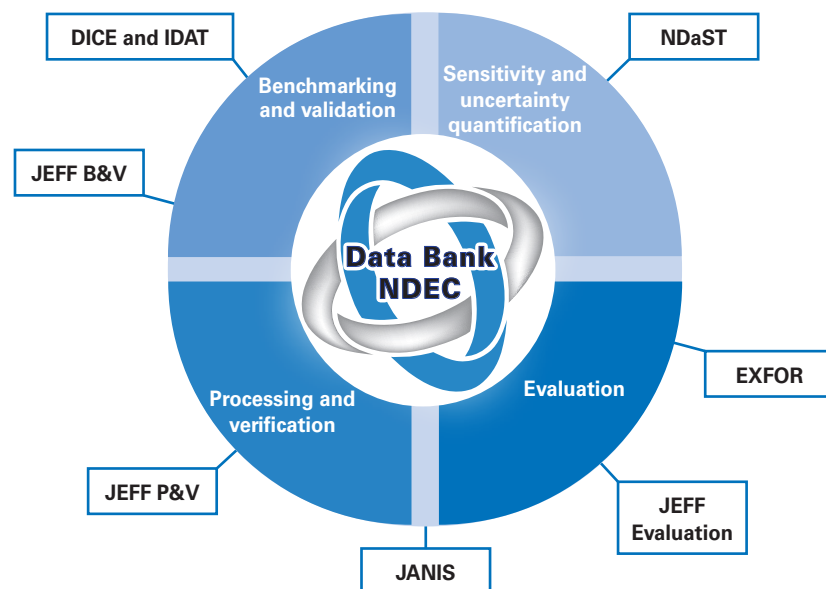 DICE and IDAT
NDaST
Benchmarking
and validation
Sensitivity and
uncertainty
quantification
JEFF B&V
Data Bank
NDEC
EXFOR
Processing and
verification
Evaluation
JEFF P&V
JEFF
Evaluation
JANIS